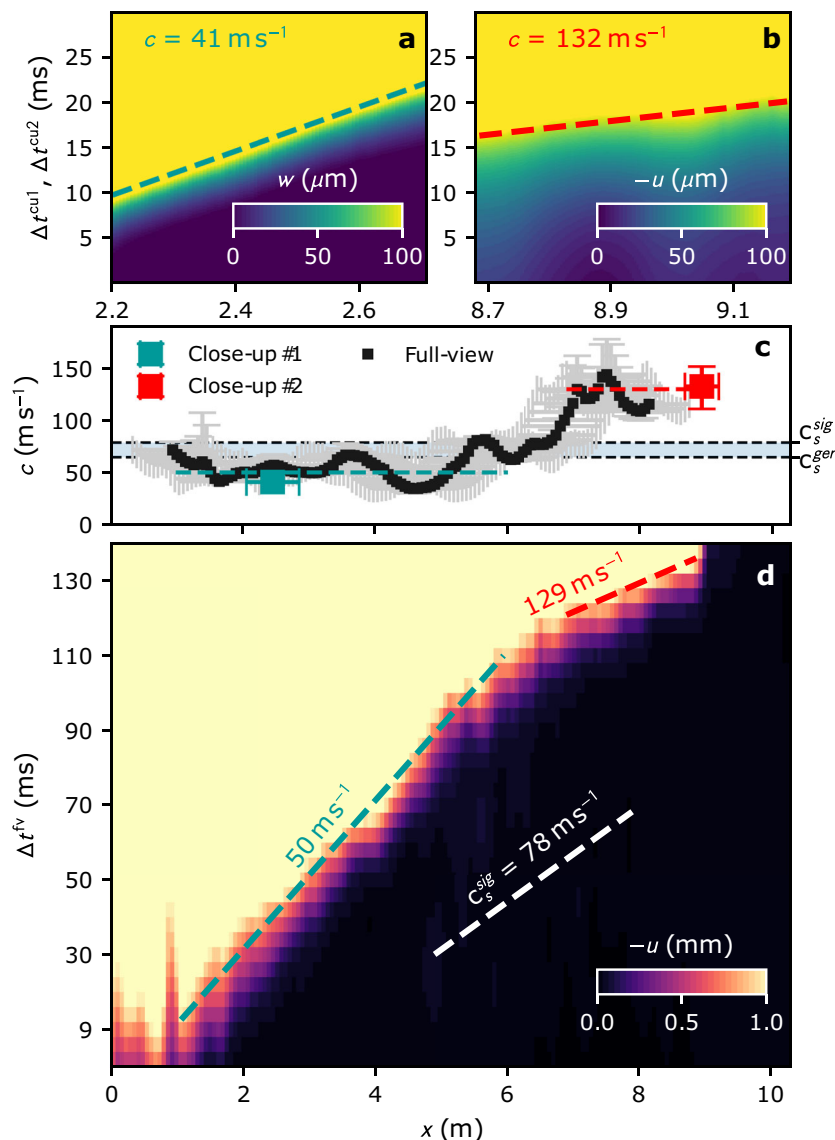 c = 41 m s⁻¹ a
25
20
15
10
5
Δt^cu1, Δt^cu2 (ms)
w (μm)
0 50 100
2.2 2.4 2.6
c = 132 m s⁻¹ b
−u (μm)
0 50 100
8.7 8.9 9.1
Close-up #1 Full-view c
Close-up #2
150
100
50
0
c (m s⁻¹)
c_s^sig
c_s^ger
d
130
110
90
70
50
30
9
Δt^fv (ms)
129 m s⁻¹
50 m s⁻¹
c_s^sig = 78 m s⁻¹
−u (mm)
0.0 0.5 1.0
0 2 4 6 8 10
x (m)